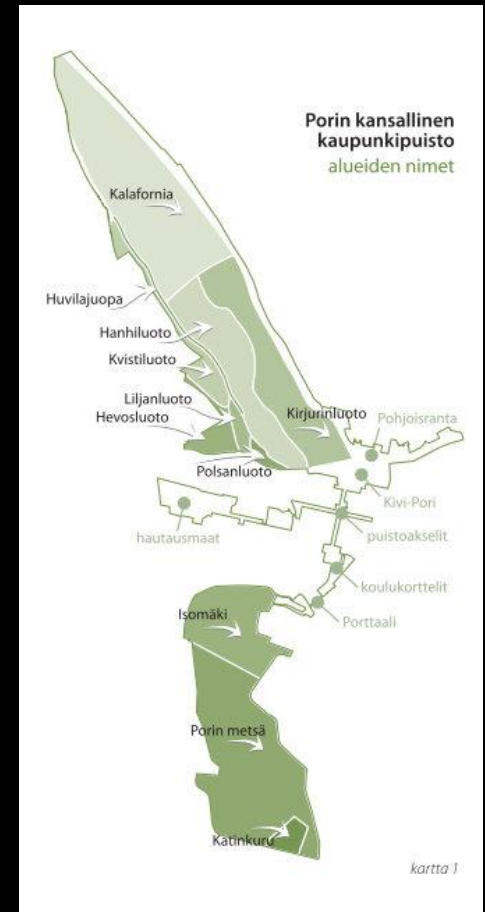 Porin kansallinen
kaupunkipuisto
alueiden nimet
Kalafornia
Huvilajuopa
Hanhiluoto
Kvistiluoto
Liljanluoto
Hevosluoto
Kirjurinluoto
Pohjoisranta
Polsanluoto
Kivi-Pori
hautausmaat
puistoakselit
koulukorttelit
Isomäki
Porttaali
Porin metsä
Katinkuru
kartta 1